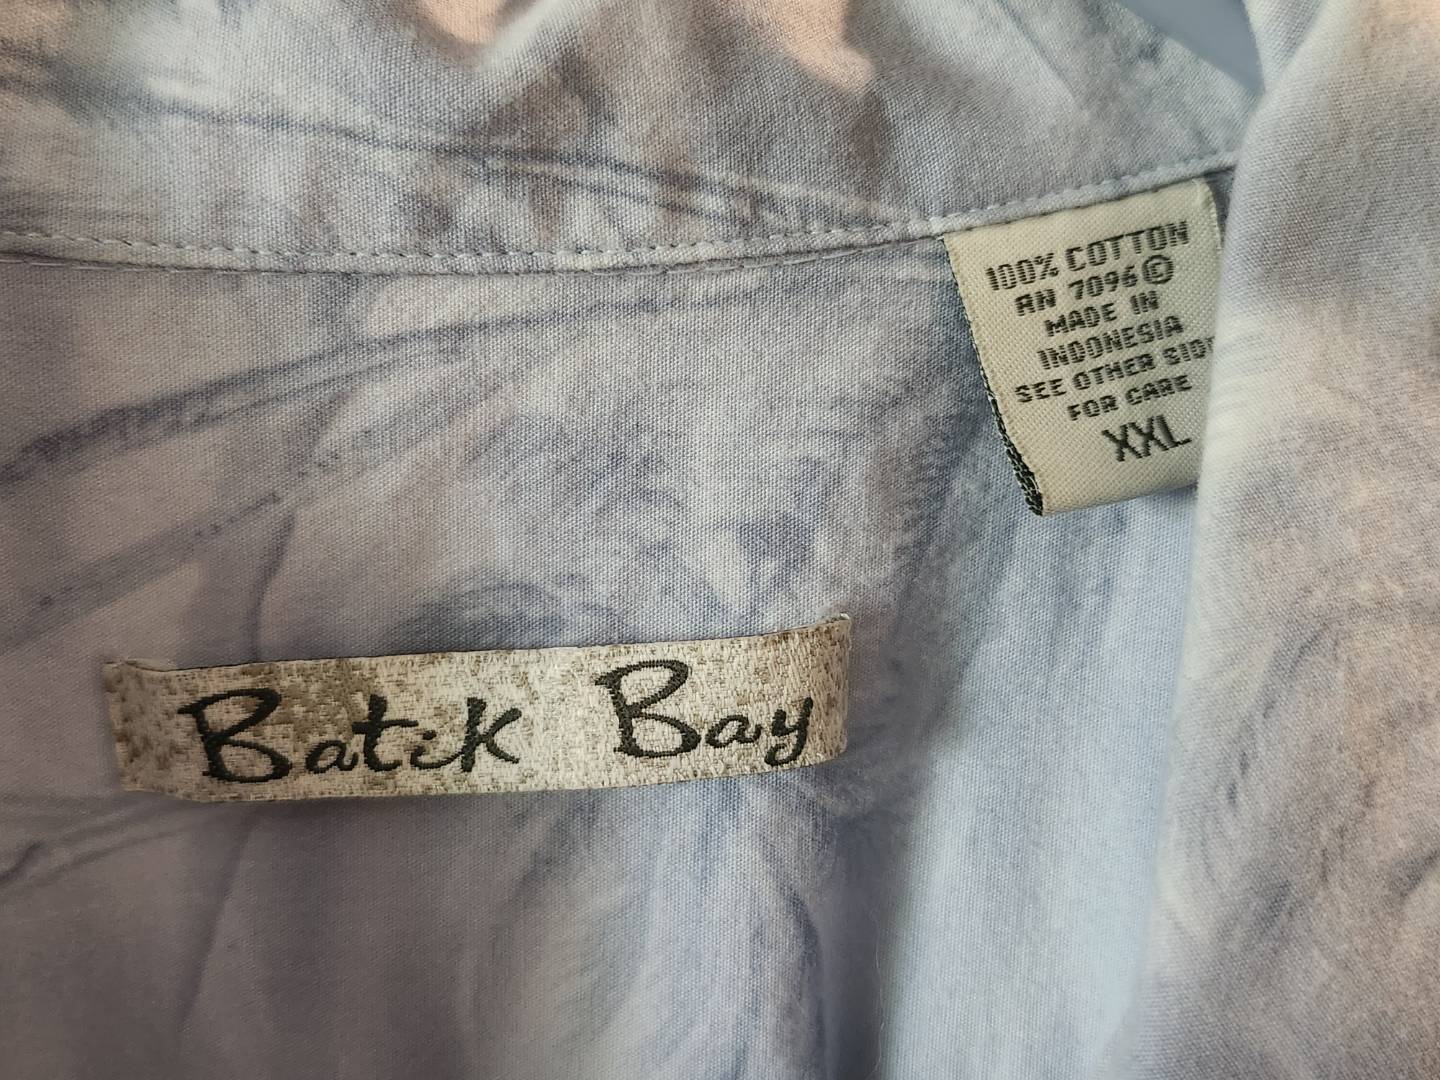 100% COTTON
RN 7096©
MADE IN
INDONESIA
SEE OTHER SIDE
FOR CARE
XXL
Batik Bay